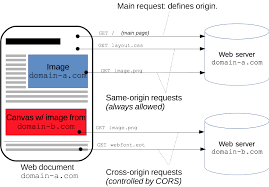 Main request: defines origin.
GET / (main page)
GET layout.css
Web server
domain-a.com
Image
domain-a.com
GET image.png
Same-origin requests
(always allowed)
Canvas w/ image from
domain-b.com
GET image.png
GET webfont.eot
Web server
domain-b.com
Web document
domain-a.com
Cross-origin requests
(controlled by CORS)